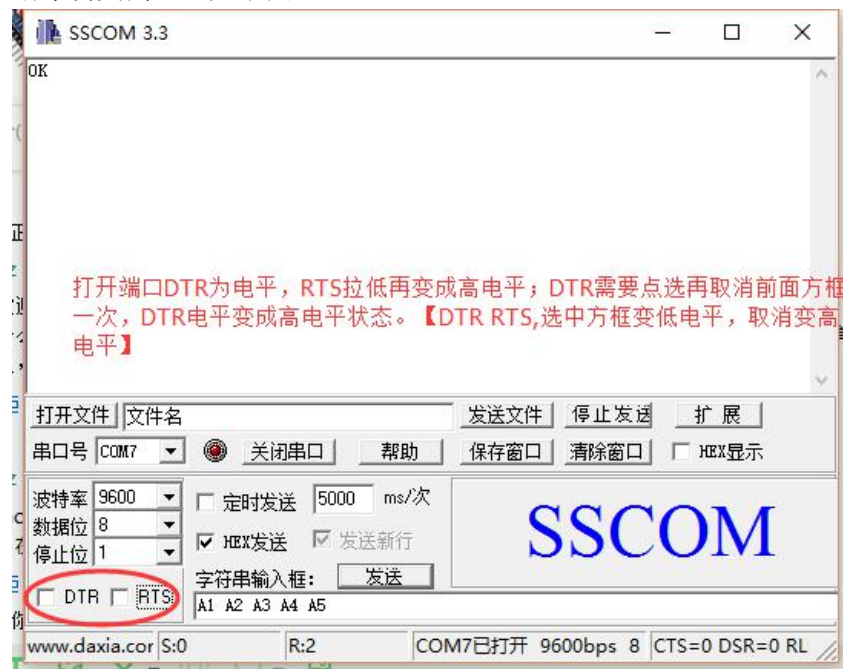 SSCOM 3.3
OK
打开端口DTR为电平，RTS拉低再变成高电平；DTR需要点选再取消前面方框
一次，DTR电平变成高电平状态。【DTR RTS,选中方框变低电平，取消变高
电平】
打开文件 文件名 发送文件 停止发送 扩展
串口号 COM7 关闭串口 帮助 保存窗口 清除窗口 HEX显示
波特率 9600 定时发送 5000 ms/次
数据位 8 HEX发送 发送新行 SSCOM
停止位 1 字符串输入框： 发送
DTR RTS A1 A2 A3 A4 A5
www.daxia.cor S:0 R:2 COM7已打开 9600bps 8 CTS=0 DSR=0 RL